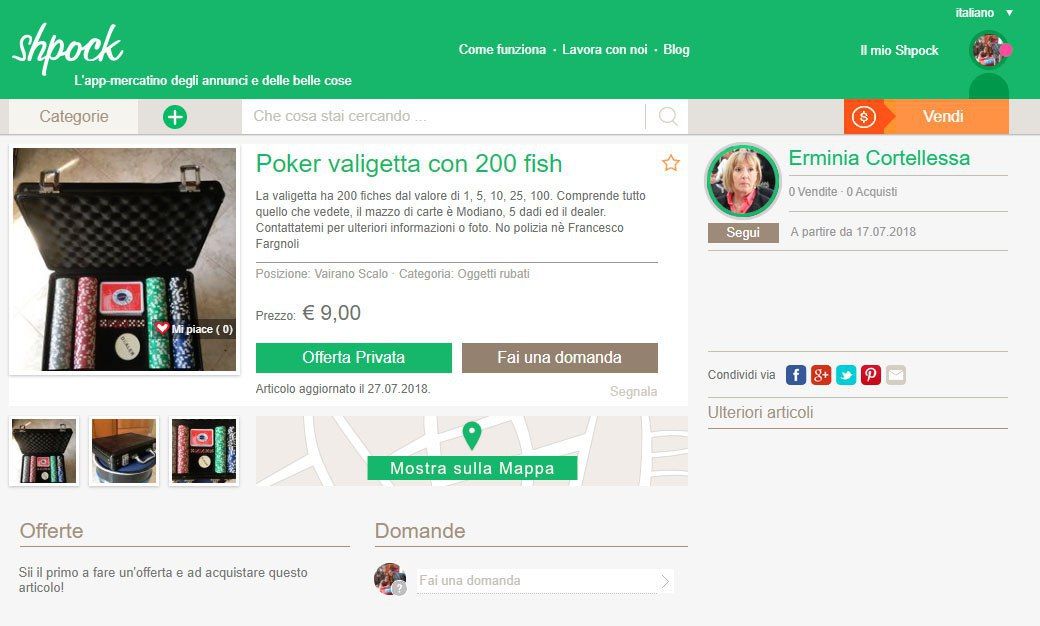 italiano
shpock
L'app-mercatino degli annunci e delle belle cose
Come funziona · Lavora con noi · Blog
Il mio Shpock
Categorie
Che cosa stai cercando ...
Vendi
Poker valigetta con 200 fish
La valigetta ha 200 fiches dal valore di 1, 5, 10, 25, 100. Comprende tutto
quello che vedete, il mazzo di carte è Modiano, 5 dadi ed il dealer.
Contattatemi per ulteriori informazioni o foto. No polizia nè Francesco
Fargnoli
Posizione: Vairano Scalo · Categoria: Oggetti rubati
Prezzo: € 9,00
Offerta Privata
Fai una domanda
Articolo aggiornato il 27.07.2018.
Segnala
DEALER
Mi piace ( 0)
Erminia Cortellessa
0 Vendite · 0 Acquisti
Segui
A partire da 17.07.2018
Condividi via
Ulteriori articoli
Mostra sulla Mappa
Offerte
Sii il primo a fare un'offerta e ad acquistare questo
articolo!
Domande
Fai una domanda